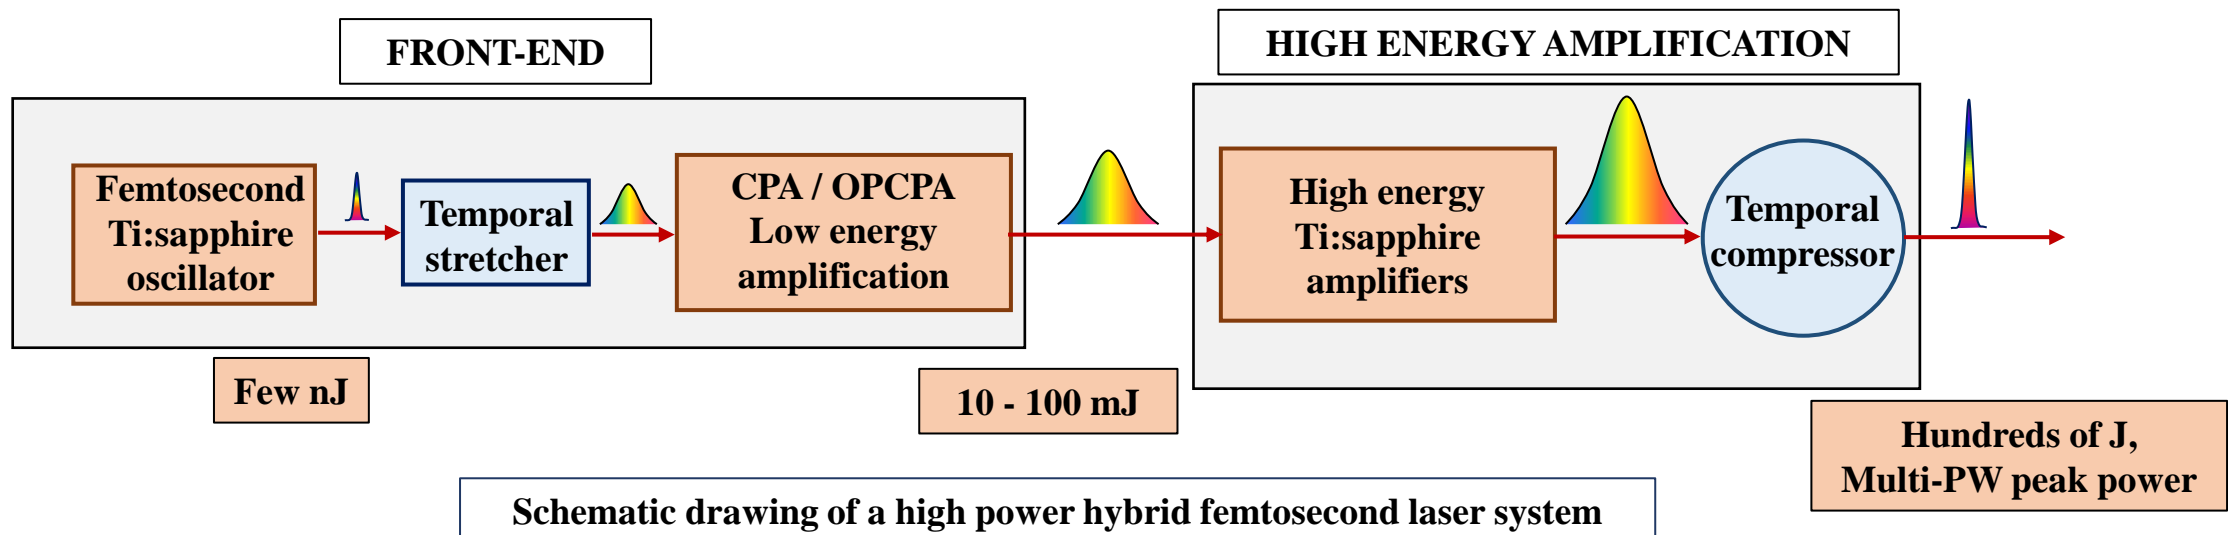 FRONT-END
HIGH ENERGY AMPLIFICATION
Femtosecond
Ti:sapphire
oscillator
Temporal
stretcher
CPA / OPCPA
Low energy
amplification
High energy
Ti:sapphire
amplifiers
Temporal
compressor
Few nJ
10 - 100 mJ
Hundreds of J,
Multi-PW peak power
Schematic drawing of a high power hybrid femtosecond laser system